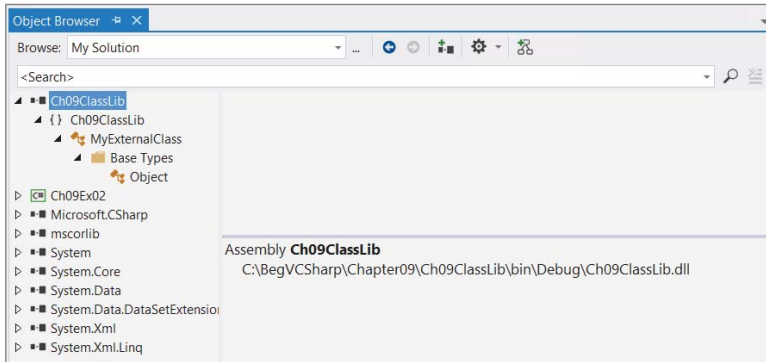 Object Browser
Browse: My Solution
...
<Search>
Ch09ClassLib
{} Ch09ClassLib
MyExternalClass
Base Types
Object
C# Ch09Ex02
Microsoft.CSharp
mscorlib
System
System.Core
System.Data
System.Data.DataSetExtension
System.Xml
System.Xml.Linq
Assembly Ch09ClassLib
C:\BegVCSharp\Chapter09\Ch09ClassLib\bin\Debug\Ch09ClassLib.dll